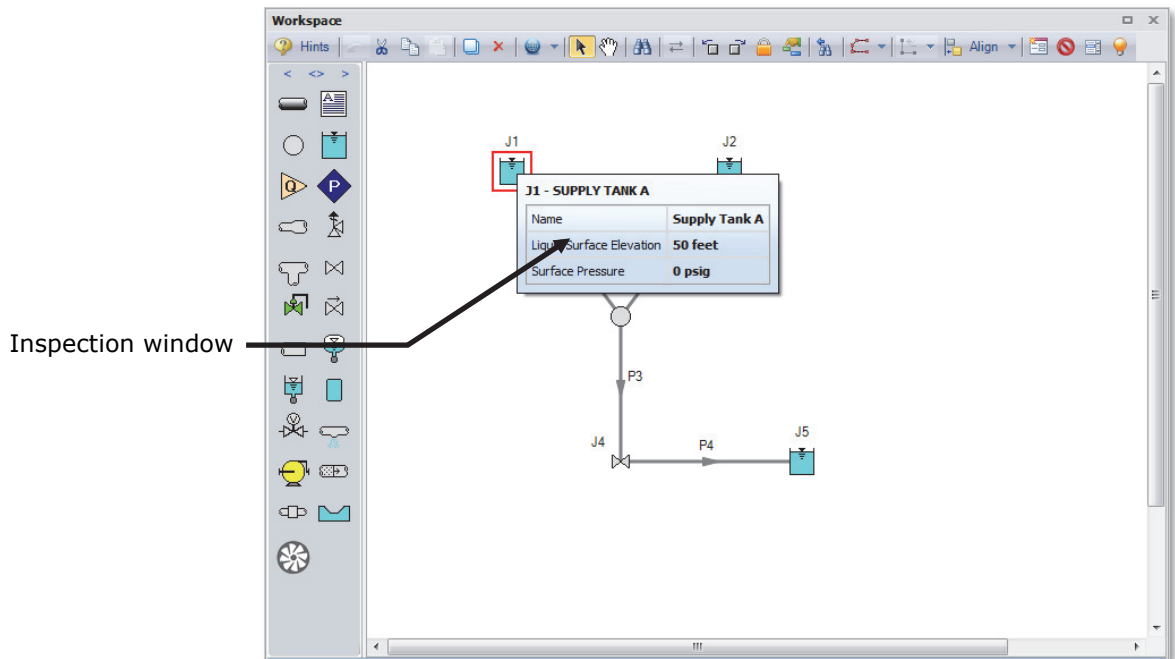 Workspace
Hints
Align
< <> >
A
Q
P
V
J1
J2
J1 - SUPPLY TANK A
Name Supply Tank A
Liquid Surface Elevation 50 feet
Surface Pressure 0 psig
Inspection window
P3
J4
P4
J5